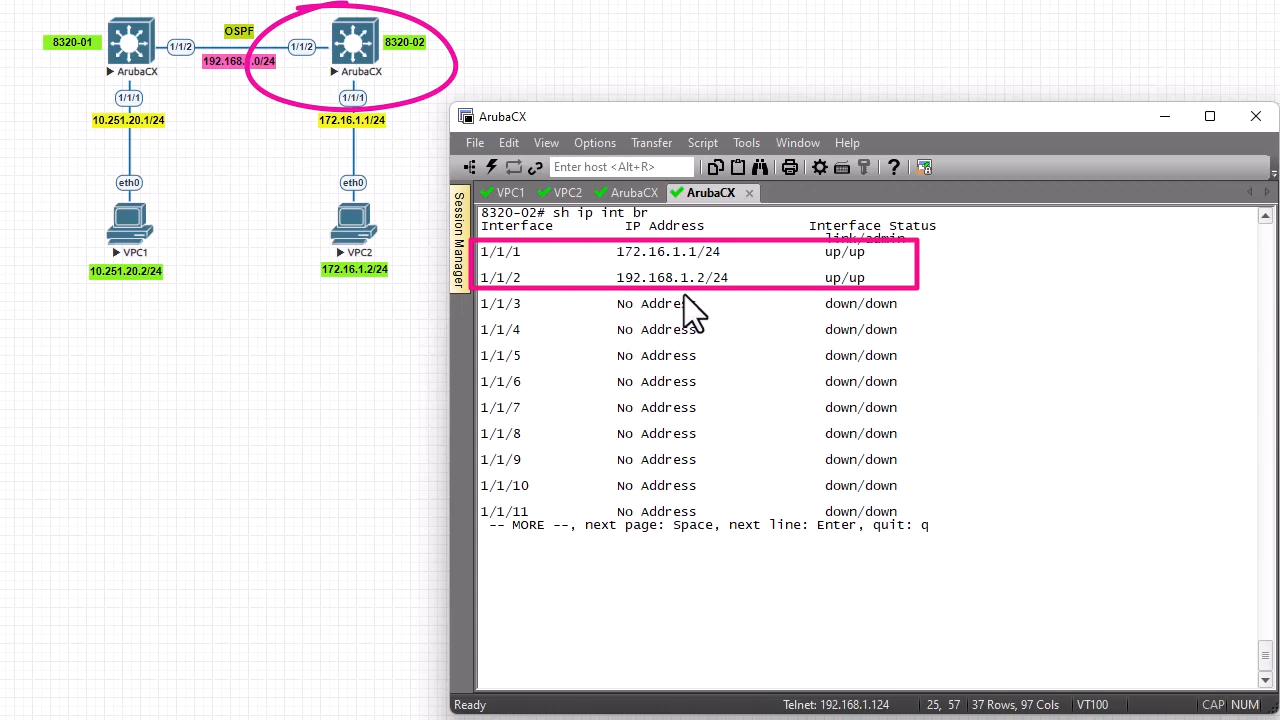 OSPF
8320-01
1/1/2
1/1/2
8320-02
192.168. .0/24
ArubaCX
ArubaCX
1/1/1
1/1/1
10.251.20.1/24
172.16.1.1/24
eth0
eth0
VPC1
VPC2
10.251.20.2/24
172.16.1.2/24
ArubaCX
File Edit View Options Transfer Script Tools Window Help
Enter host <Alt+R>
Session Manager
VPC1 VPC2 ArubaCX ArubaCX
8320-02# sh ip int br
Interface IP Address Interface Status
link/admin
1/1/1 172.16.1.1/24 up/up
1/1/2 192.168.1.2/24 up/up
1/1/3 No Address down/down
1/1/4 No Address down/down
1/1/5 No Address down/down
1/1/6 No Address down/down
1/1/7 No Address down/down
1/1/8 No Address down/down
1/1/9 No Address down/down
1/1/10 No Address down/down
1/1/11 No Address down/down
-- MORE --, next page: Space, next line: Enter, quit: q
Ready Telnet: 192.168.1.124 25, 57 37 Rows, 97 Cols VT100 CAP NUM